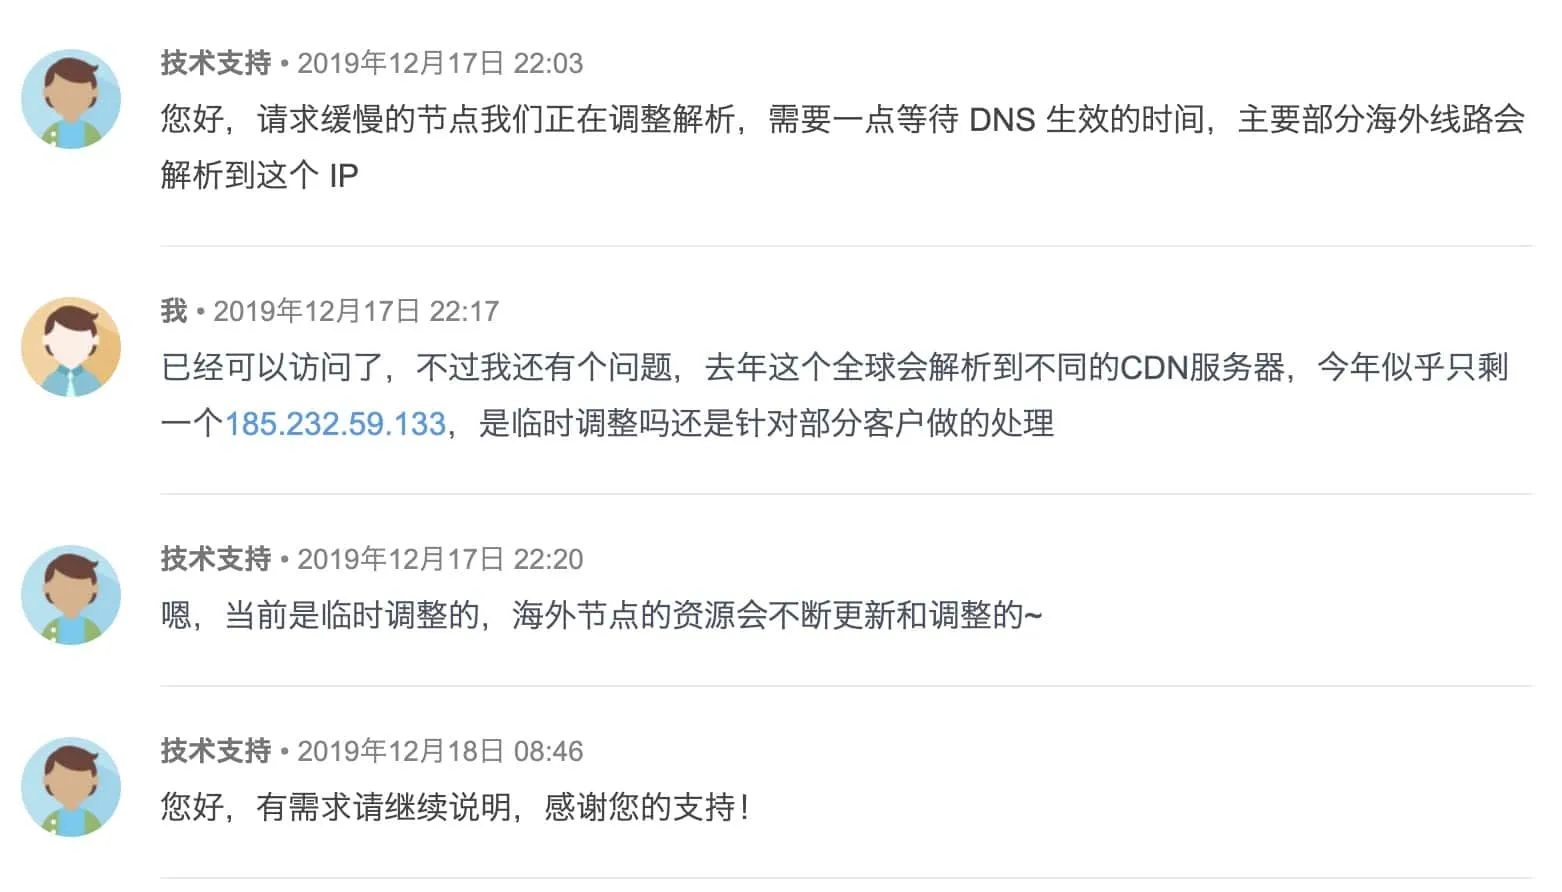 技术支持 • 2019年12月17日 22:03
您好，请求缓慢的节点我们正在调整解析，需要一点等待 DNS 生效的时间，主要部分海外线路会
解析到这个 IP
我 • 2019年12月17日 22:17
已经可以访问了，不过我还有个问题，去年这个全球会解析到不同的CDN服务器，今年似乎只剩
一个185.232.59.133，是临时调整吗还是针对部分客户做的处理
技术支持 • 2019年12月17日 22:20
嗯，当前是临时调整的，海外节点的资源会不断更新和调整的~
技术支持 • 2019年12月18日 08:46
您好，有需求请继续说明，感谢您的支持！